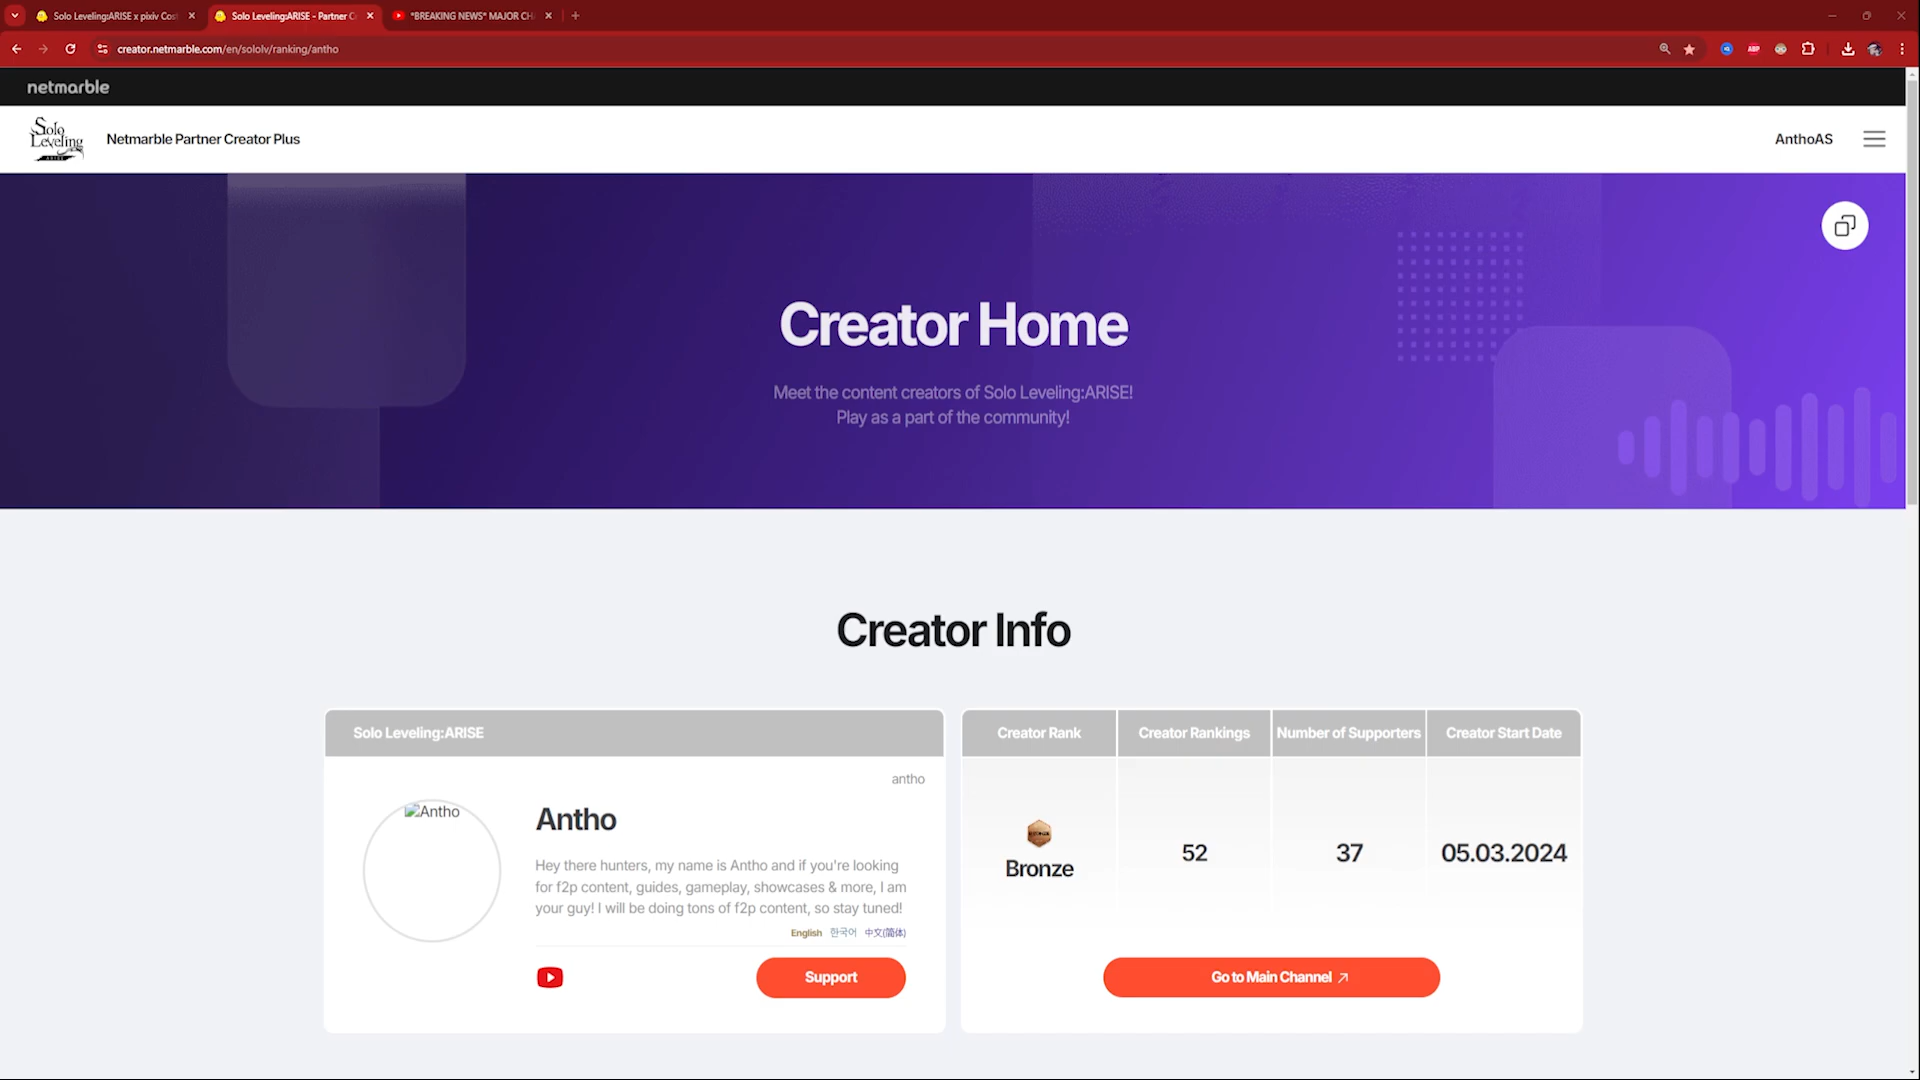 Solo Leveling:ARISE x pixiv Cos
Solo Leveling:ARISE - Partner C
*BREAKING NEWS* MAJOR CH
creator.netmarble.com/en/sololv/ranking/antho
ABP
netmarble
Solo
Leveling
ARISE
Netmarble Partner Creator Plus
AnthoAS
Creator Home
Meet the content creators of Solo Leveling:ARISE!
Play as a part of the community!
Creator Info
Solo Leveling:ARISE
antho
Antho
Antho
Hey there hunters, my name is Antho and if you're looking
for f2p content, guides, gameplay, showcases & more, I am
your guy! I will be doing tons of f2p content, so stay tuned!
English 한국어 中文(简体)
Support
Creator Rank Creator Rankings Number of Supporters Creator Start Date
Bronze 52 37 05.03.2024
Go to Main Channel